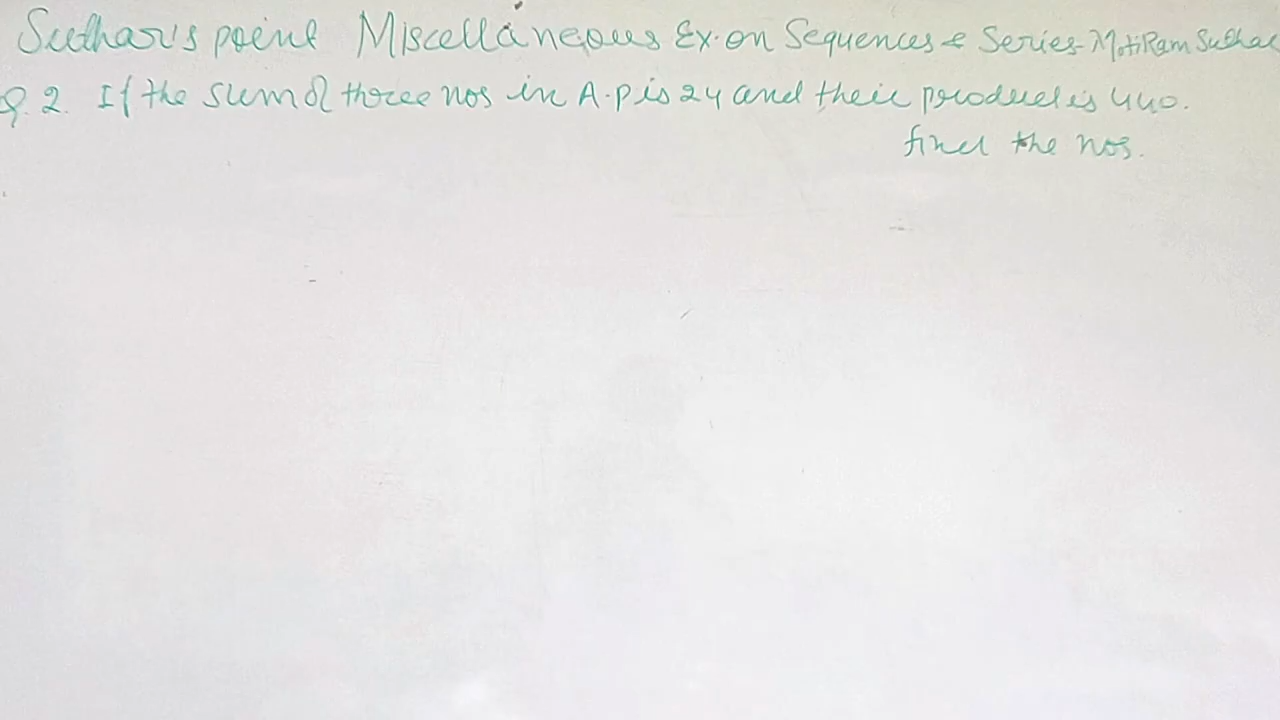 Suthar's point Miscellaneous Ex. on Sequences & Series - MotiRam Suthar
Q. 2. If the sum of three nos in A.P is 24 and their product is 440.
find the nos.